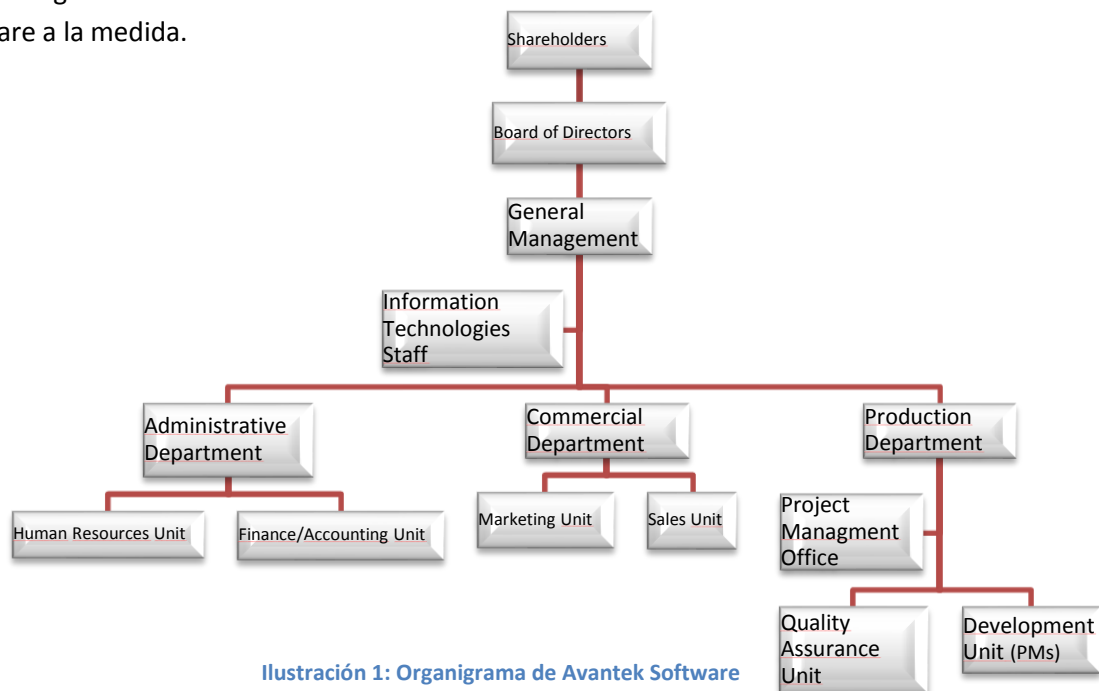 are a la medida.
Shareholders
Board of Directors
General
Management
Information
Technologies
Staff
Administrative
Department
Commercial
Department
Production
Department
Human Resources Unit
Finance/Accounting Unit
Marketing Unit
Sales Unit
Project
Managment
Office
Quality
Assurance
Unit
Development
Unit (PMs)
Ilustración 1: Organigrama de Avantek Software